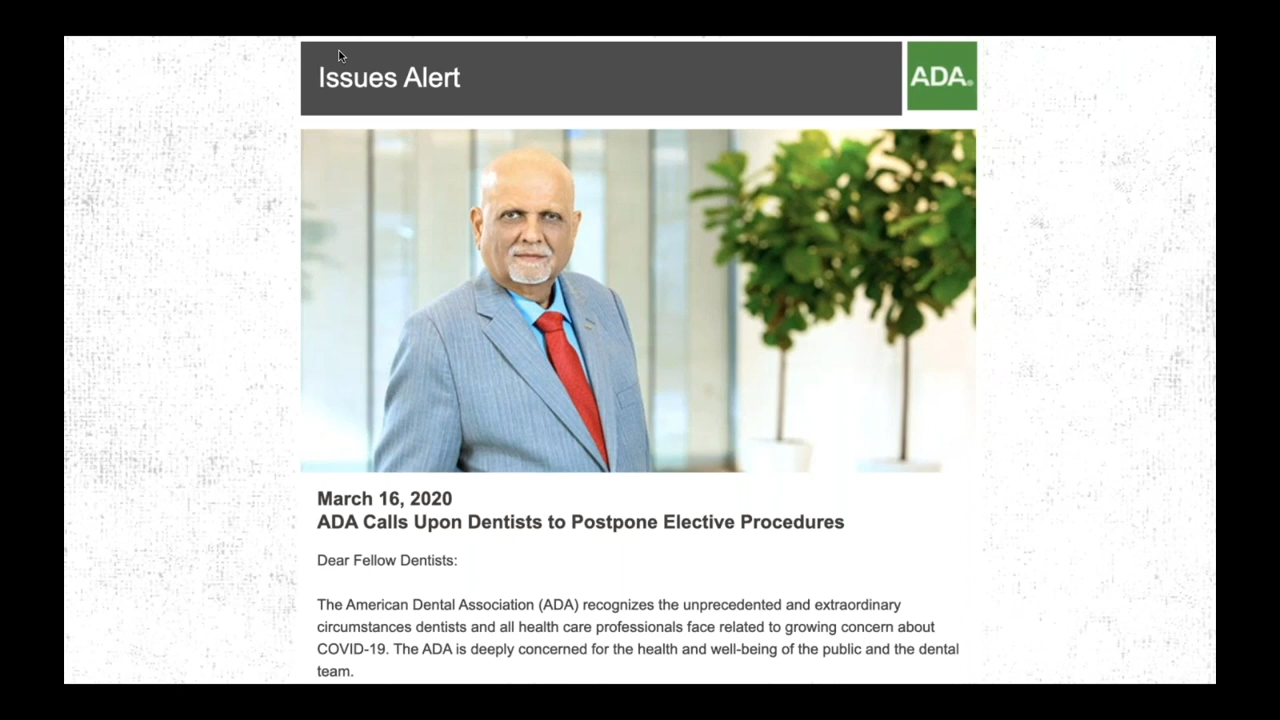 Issues Alert
ADA®
March 16, 2020
ADA Calls Upon Dentists to Postpone Elective Procedures
Dear Fellow Dentists:
The American Dental Association (ADA) recognizes the unprecedented and extraordinary
circumstances dentists and all health care professionals face related to growing concern about
COVID-19. The ADA is deeply concerned for the health and well-being of the public and the dental
team.